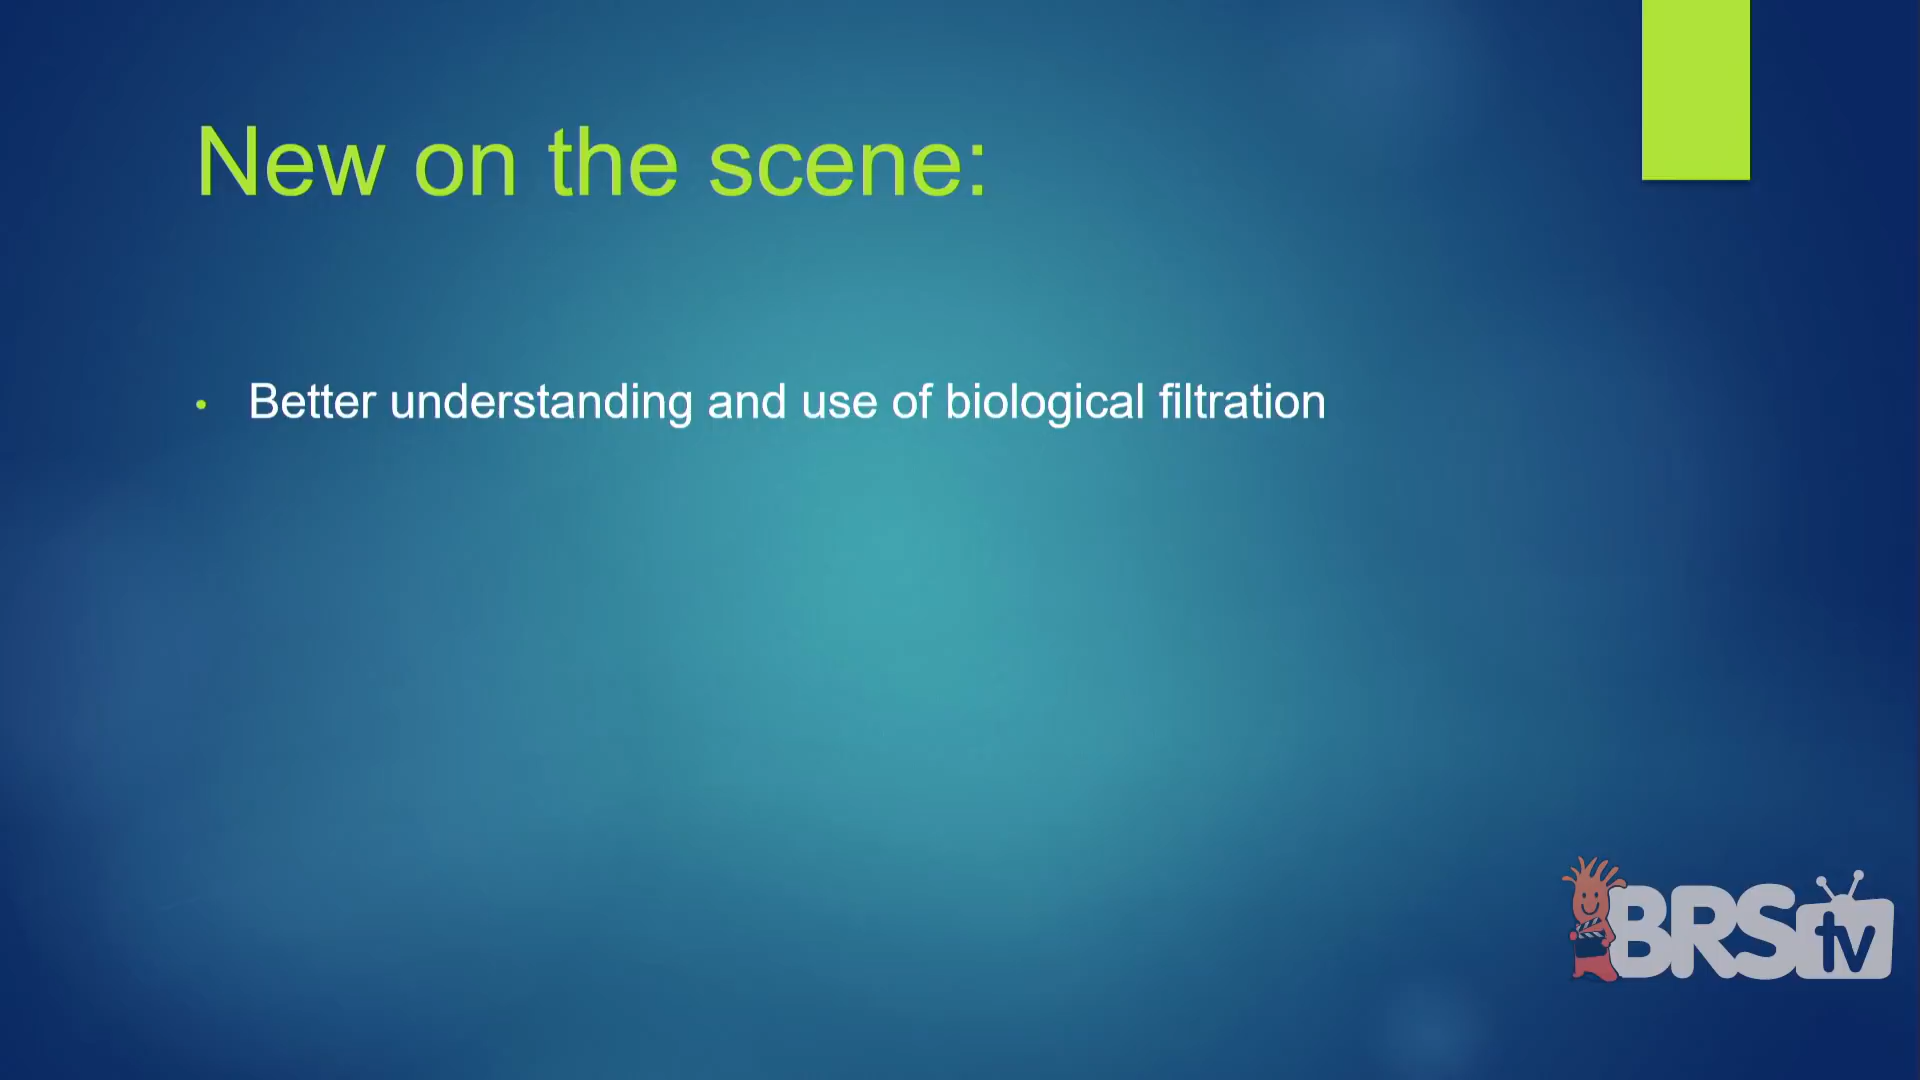 New on the scene:
• Better understanding and use of biological filtration
BRStv